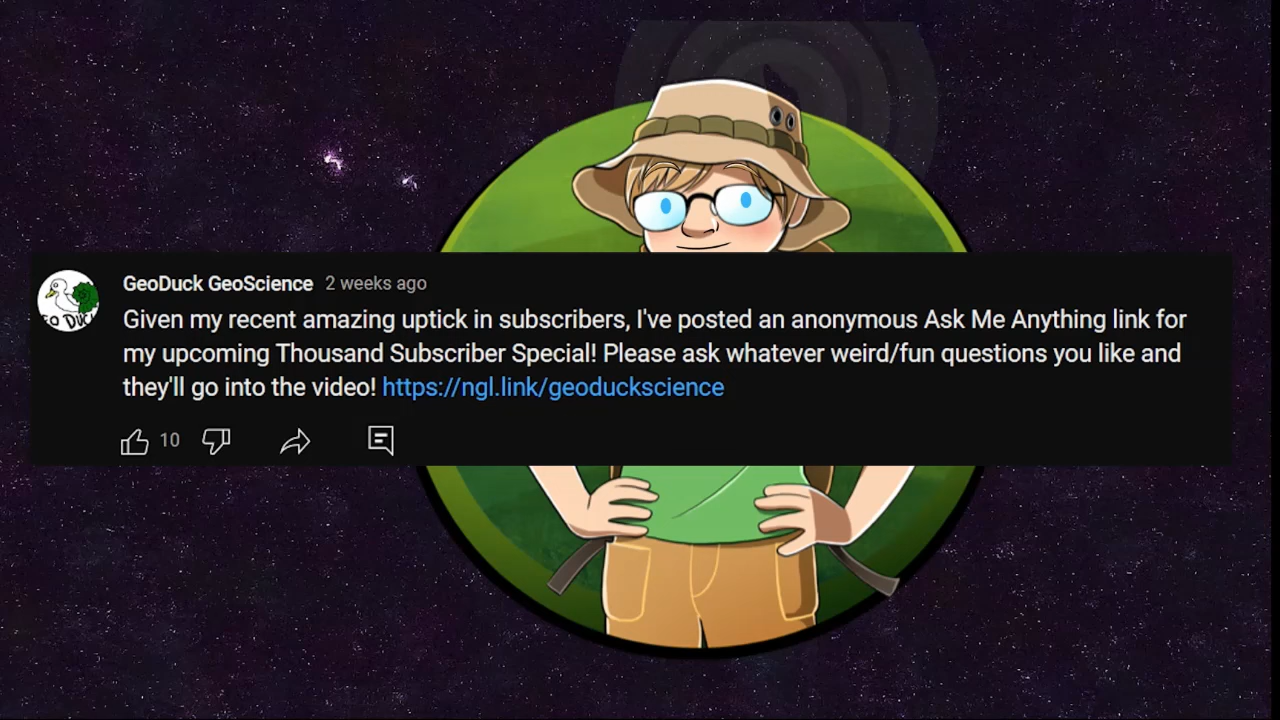 GeoDuck GeoScience 2 weeks ago
Given my recent amazing uptick in subscribers, I've posted an anonymous Ask Me Anything link for
my upcoming Thousand Subscriber Special! Please ask whatever weird/fun questions you like and
they'll go into the video! https://ngl.link/geoduckscience
10